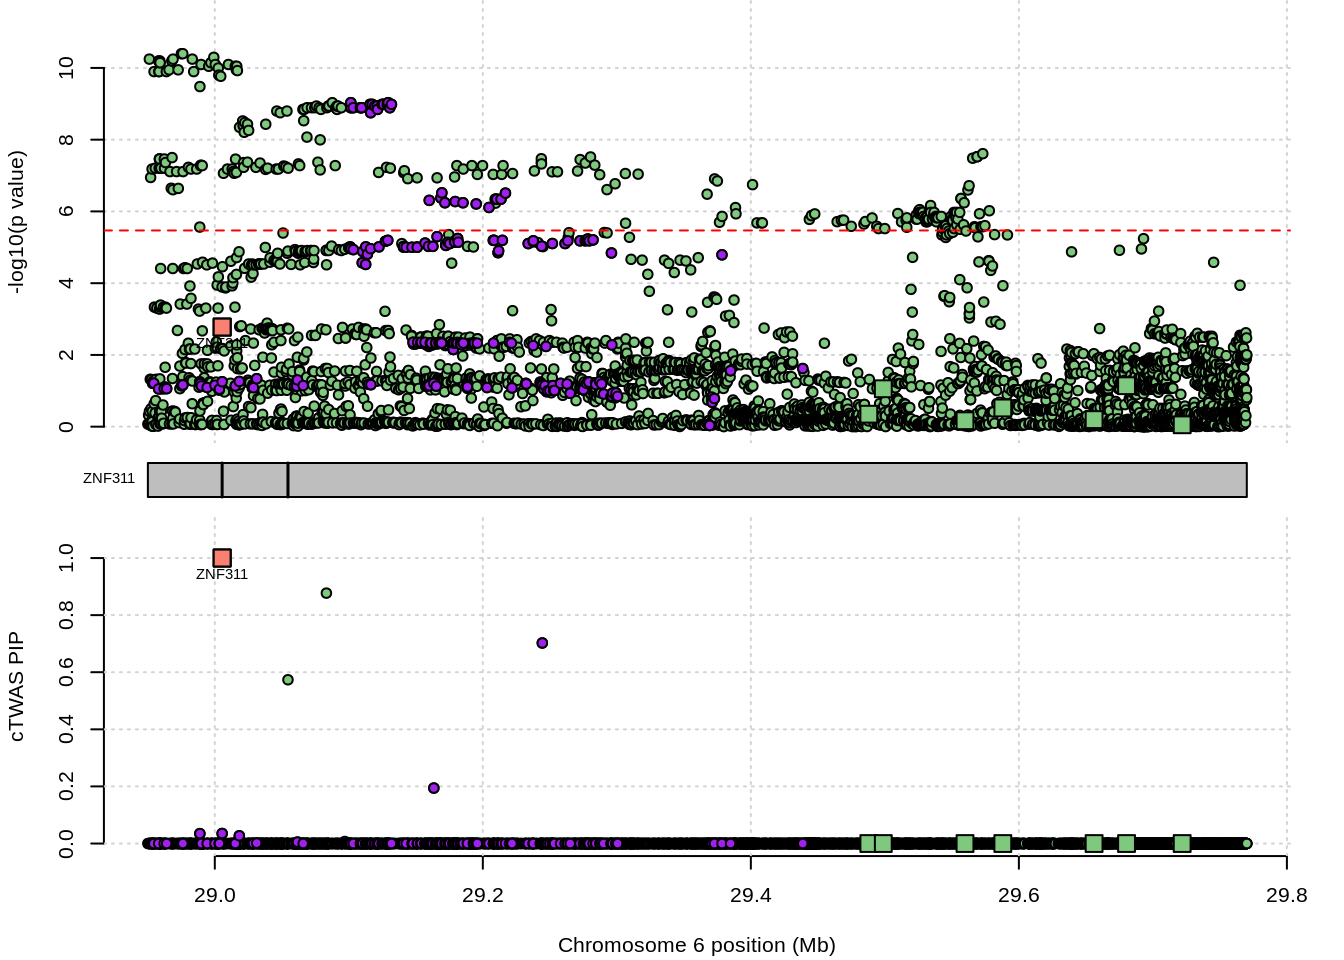 10
8
6
4
2
0
-log10(p value)
ZNF311
ZNF311
1.0
0.8
0.6
0.4
0.2
0.0
cTWAS PIP
ZNF311
29.0 29.2 29.4 29.6 29.8
Chromosome 6 position (Mb)